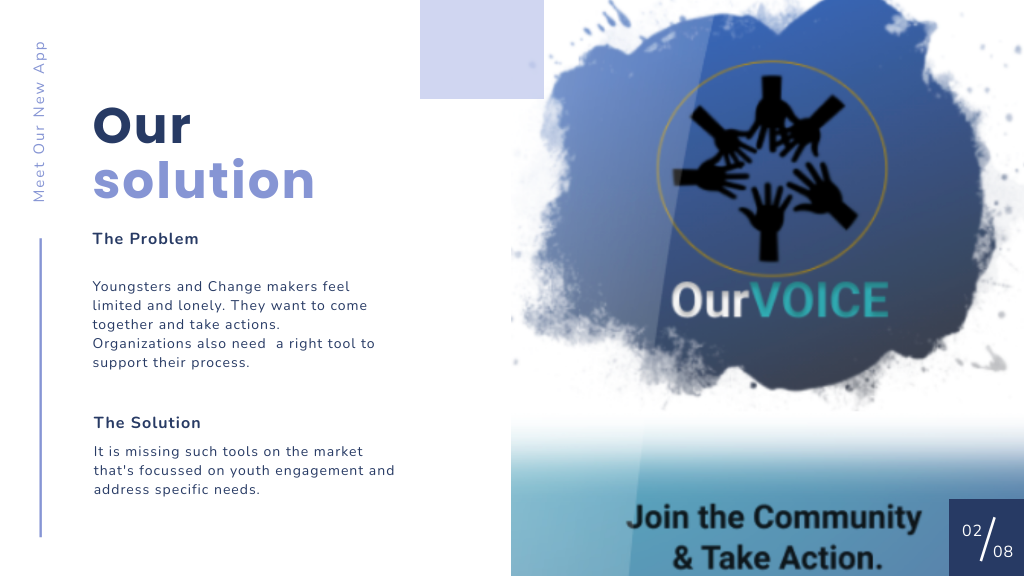 Meet Our New App
Our
solution
The Problem
Youngsters and Change makers feel
limited and lonely. They want to come
together and take actions.
Organizations also need  a right tool to
support their process.
The Solution
It is missing such tools on the market
that's focussed on youth engagement and
address specific needs.
OurVOICE
Join the Community
& Take Action.
02/08